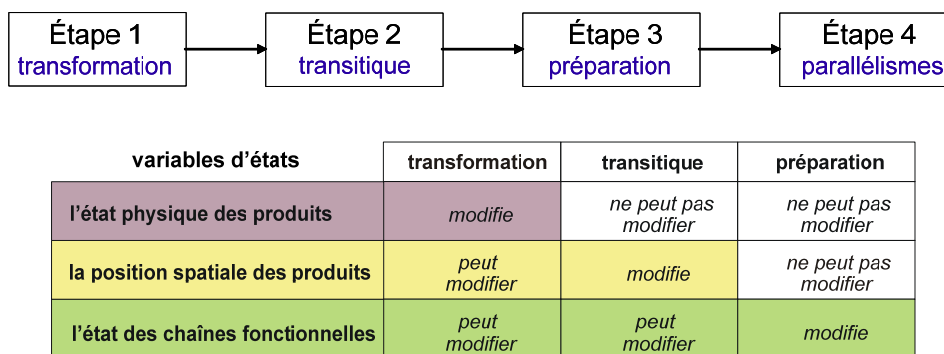 Étape 1
transformation
Étape 2
transitique
Étape 3
préparation
Étape 4
parallélismes
variables d'états
transformation
transitique
préparation
l'état physique des produits
modifie
ne peut pas
modifier
ne peut pas
modifier
la position spatiale des produits
peut
modifier
modifie
ne peut pas
modifier
l'état des chaînes fonctionnelles
peut
modifier
peut
modifier
modifie